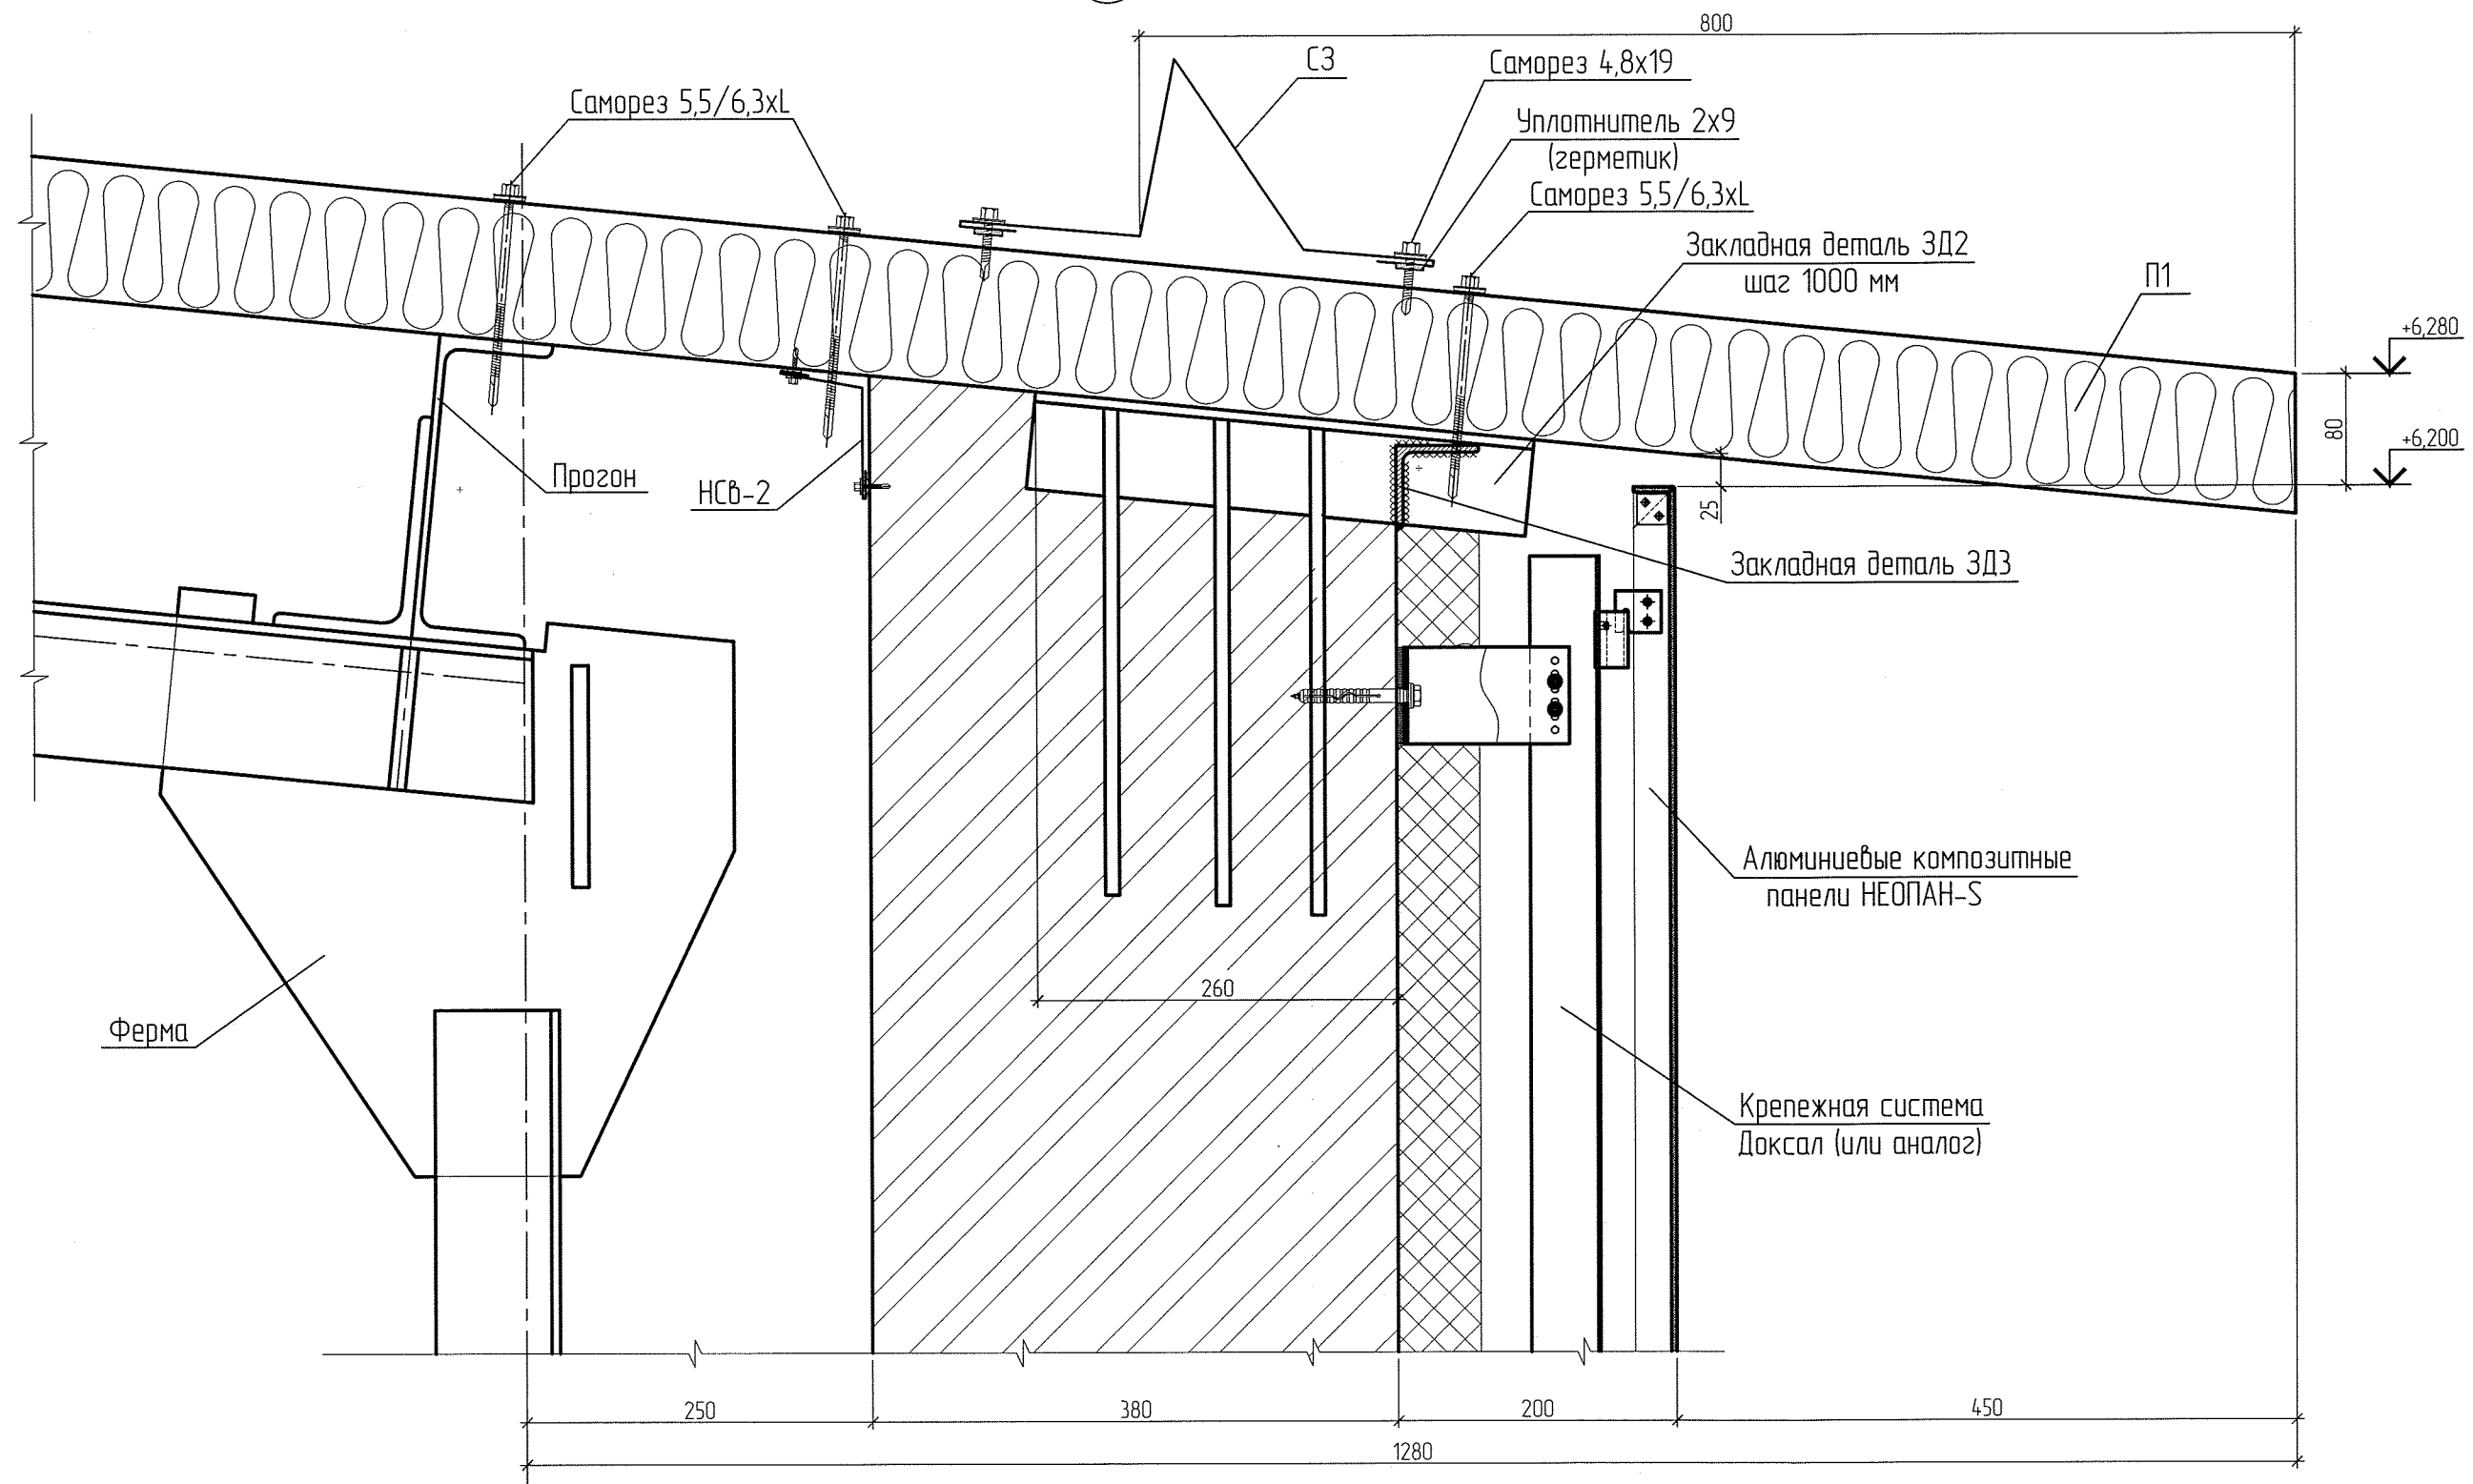 800
С3
Саморез 4,8х19
Саморез 5,5/6,3хL
Уплотнитель 2х9
(герметик)
Саморез 5,5/6,3хL
Закладная деталь ЗД2
шаг 1000 мм
П1
+6,280
80
+6,200
Прогон
НСв-2
25
Закладная деталь ЗД3
Алюминиевые композитные
панели НЕОПАН-S
260
Ферма
Крепежная система
Доксал (или аналог)
250
380
200
450
1280